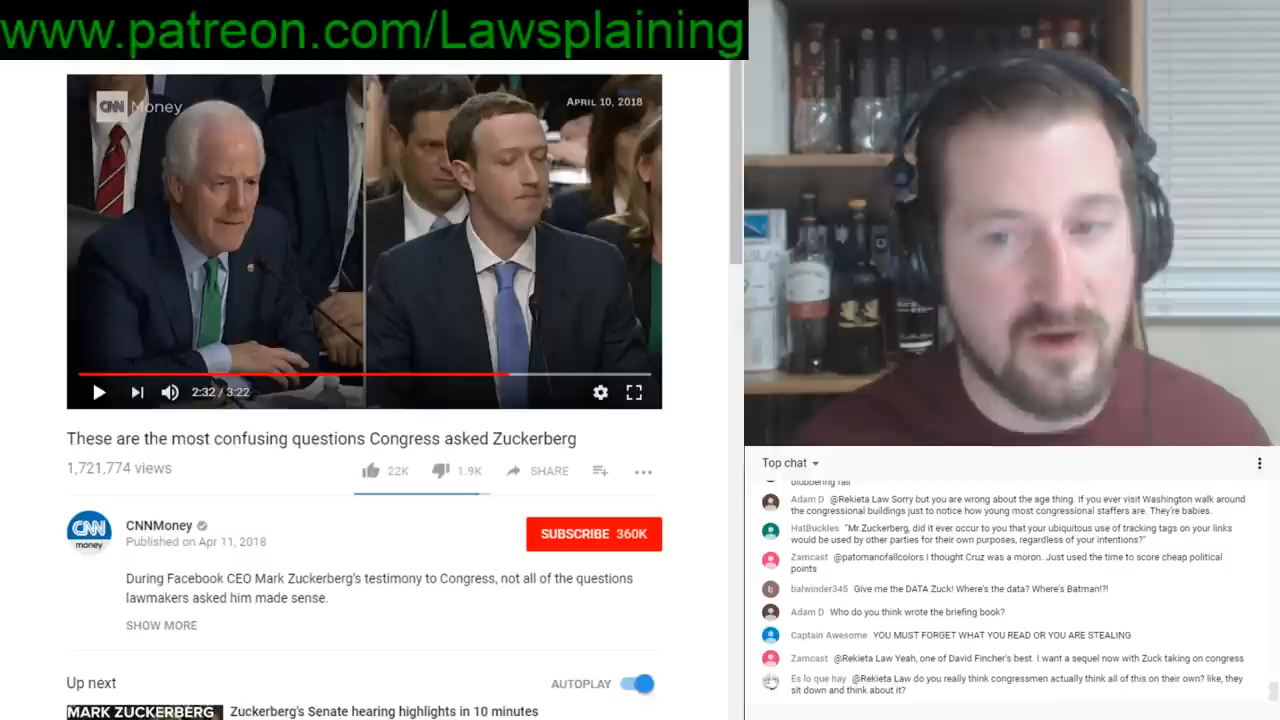 www.patreon.com/Lawsplaining
CNN Money
APRIL 10, 2018
2:32 / 3:22
These are the most confusing questions Congress asked Zuckerberg
1,721,774 views
22K
1.9K
SHARE
CNN money
CNNMoney
Published on Apr 11, 2018
SUBSCRIBE 360K
During Facebook CEO Mark Zuckerberg's testimony to Congress, not all of the questions
lawmakers asked him made sense.
SHOW MORE
Up next
AUTOPLAY
MARK ZUCKERBERG
Zuckerberg's Senate hearing highlights in 10 minutes
Top chat
Adam D @Rekieta Law Sorry but you are wrong about the age thing. If you ever visit Washington walk around
the congressional buildings just to notice how young most congressional staffers are. They're babies.
HatBuckles "Mr.Zuckerberg, did it ever occur to you that your ubiquitous use of tracking tags on your links
would be used by other parties for their own purposes, regardless of your intentions?"
Zamcast @patomanofallcolors I thought Cruz was a moron. Just used the time to score cheap political
points
balwinder345 Give me the DATA Zuck! Where's the data? Where's Batman!?!
Adam D Who do you think wrote the briefing book?
Captain Awesome YOU MUST FORGET WHAT YOU READ OR YOU ARE STEALING
Zamcast @Rekieta Law Yeah, one of David Fincher's best. I want a sequel now with Zuck taking on congress
Es lo que hay @Rekieta Law do you really think congressmen actually think all of this on their own? like, they
sit down and think about it?